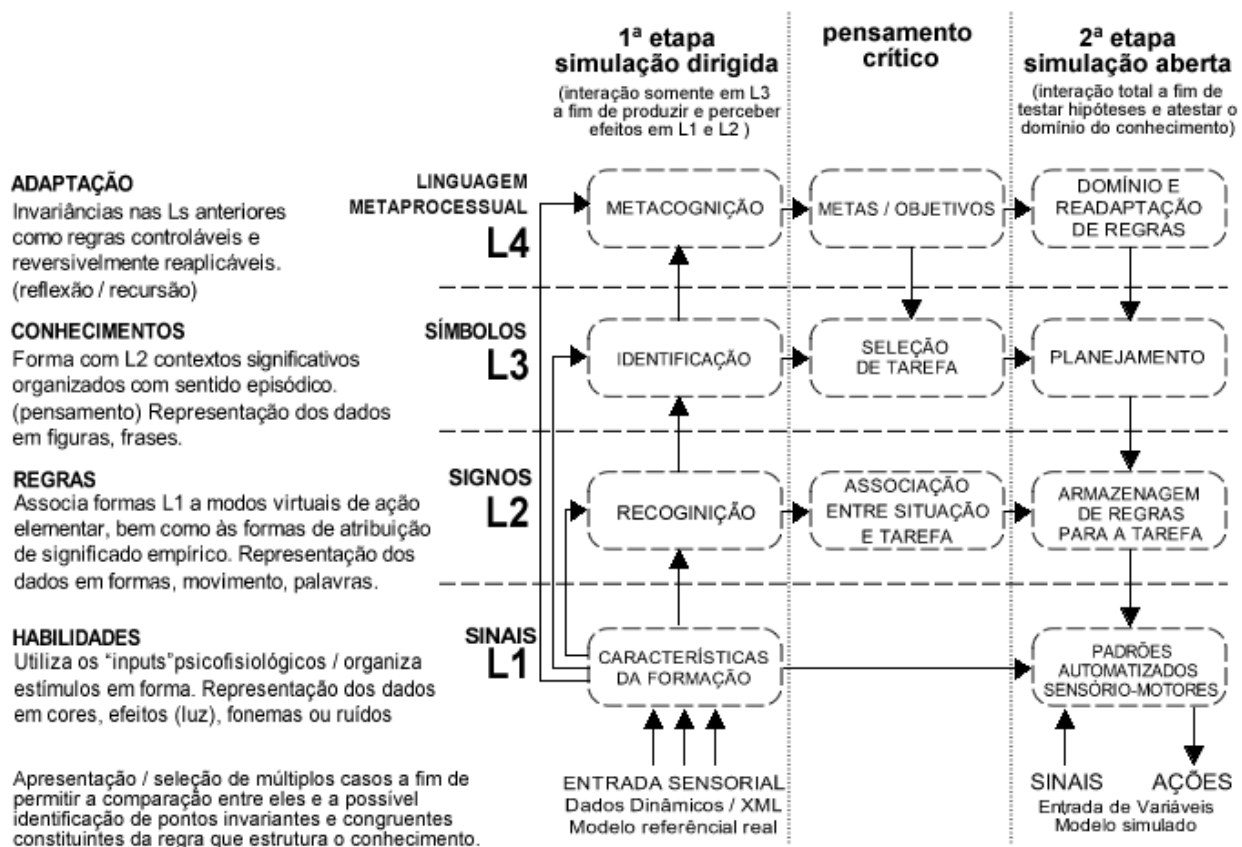 1ª etapa
simulação dirigida
(interação somente em L3
a fim de produzir e perceber
efeitos em L1 e L2 )
pensamento
crítico
2ª etapa
simulação aberta
(interação total a fim de
testar hipóteses e atestar o
domínio do conhecimento)
ADAPTAÇÃO
Invariâncias nas Ls anteriores
como regras controláveis e
reversivelmente reaplicáveis.
(reflexão / recursão)
LINGUAGEM
METAPROCESSUAL
L4
METACOGNIÇÃO
METAS / OBJETIVOS
DOMÍNIO E
READAPTAÇÃO
DE REGRAS
CONHECIMENTOS
Forma com L2 contextos significativos
organizados com sentido episódico.
(pensamento) Representação dos dados
em figuras, frases.
SÍMBOLOS
L3
IDENTIFICAÇÃO
SELEÇÃO
DE TAREFA
PLANEJAMENTO
REGRAS
Associa formas L1 a modos virtuais de ação
elementar, bem como às formas de atribuição
de significado empírico. Representação dos
dados em formas, movimento, palavras.
SIGNOS
L2
RECOGINIÇÃO
ASSOCIAÇÃO
ENTRE SITUAÇÃO
E TAREFA
ARMAZENAGEM
DE REGRAS
PARA A TAREFA
HABILIDADES
Utiliza os “inputs”psicofisiológicos / organiza
estímulos em forma. Representação dos dados
em cores, efeitos (luz), fonemas ou ruídos
SINAIS
L1
CARACTERÍSTICAS
DA FORMAÇÃO
PADRÕES
AUTOMATIZADOS
SENSÓRIO-MOTORES
Apresentação / seleção de múltiplos casos a fim de
permitir a comparação entre eles e a possível
identificação de pontos invariantes e congruentes
constituintes da regra que estrutura o conhecimento.
ENTRADA SENSORIAL
Dados Dinâmicos / XML
Modelo referêncial real
SINAIS AÇÕES
Entrada de Variáveis
Modelo simulado